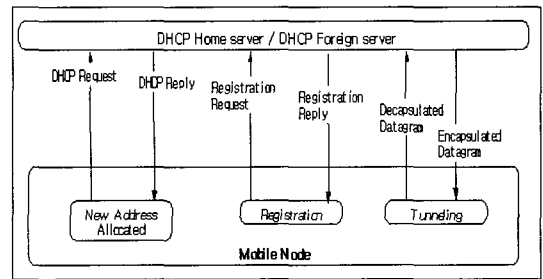 DHCP Home server / DHCP Foreign server
DHCP Request
DHCP Reply
Registration
Request
Registration
Reply
Decapsulated
Datagram
Encapsulated
Datagram
New Address
Allocated
Registration
Tunneling
Mobile Node